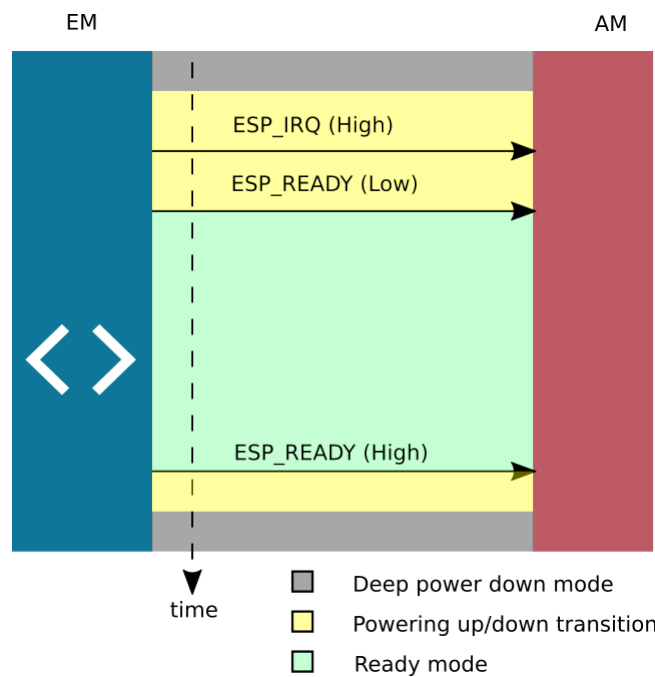 EM
AM
ESP_IRQ (High)
ESP_READY (Low)
ESP_READY (High)
time
Deep power down mode
Powering up/down transition
Ready mode